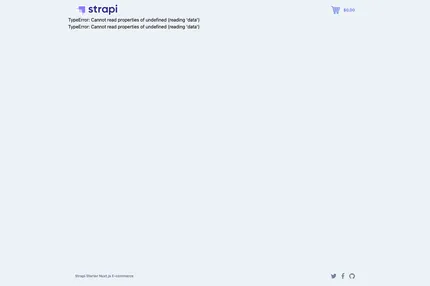 strapi
$0.00
TypeError: Cannot read properties of undefined (reading 'data')
TypeError: Cannot read properties of undefined (reading 'data')
Strapi Starter Next.js E-commerce